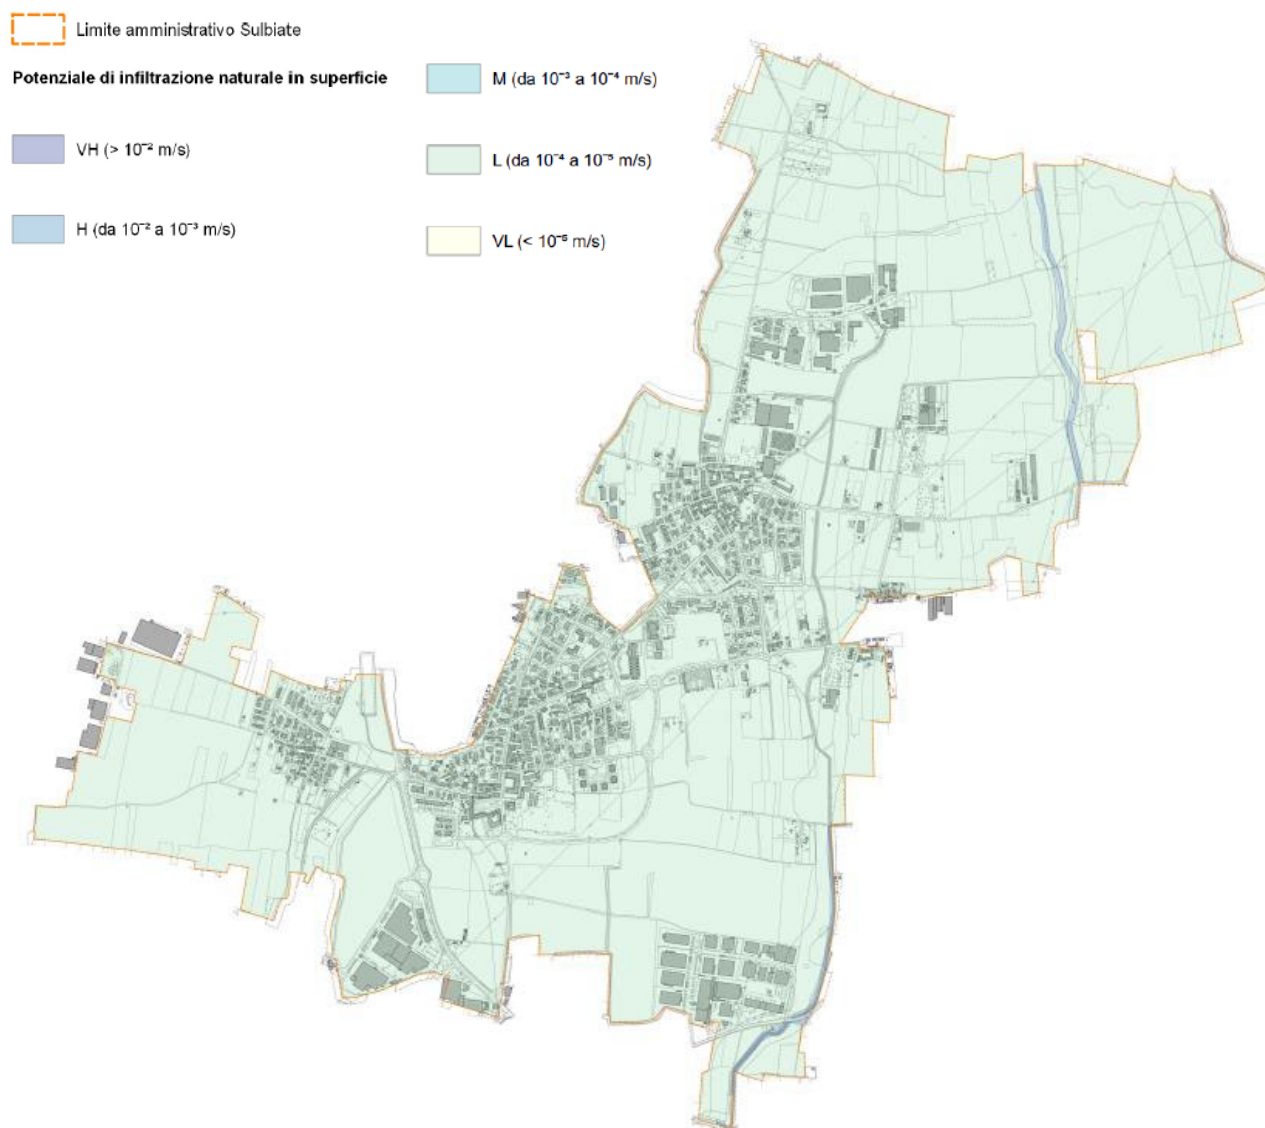 Limite amministrativo Sulbiate
Potenziale di infiltrazione naturale in superficie
VH (> 10⁻² m/s)
H (da 10⁻² a 10⁻³ m/s)
M (da 10⁻³ a 10⁻⁴ m/s)
L (da 10⁻⁴ a 10⁻⁵ m/s)
VL (< 10⁻⁵ m/s)